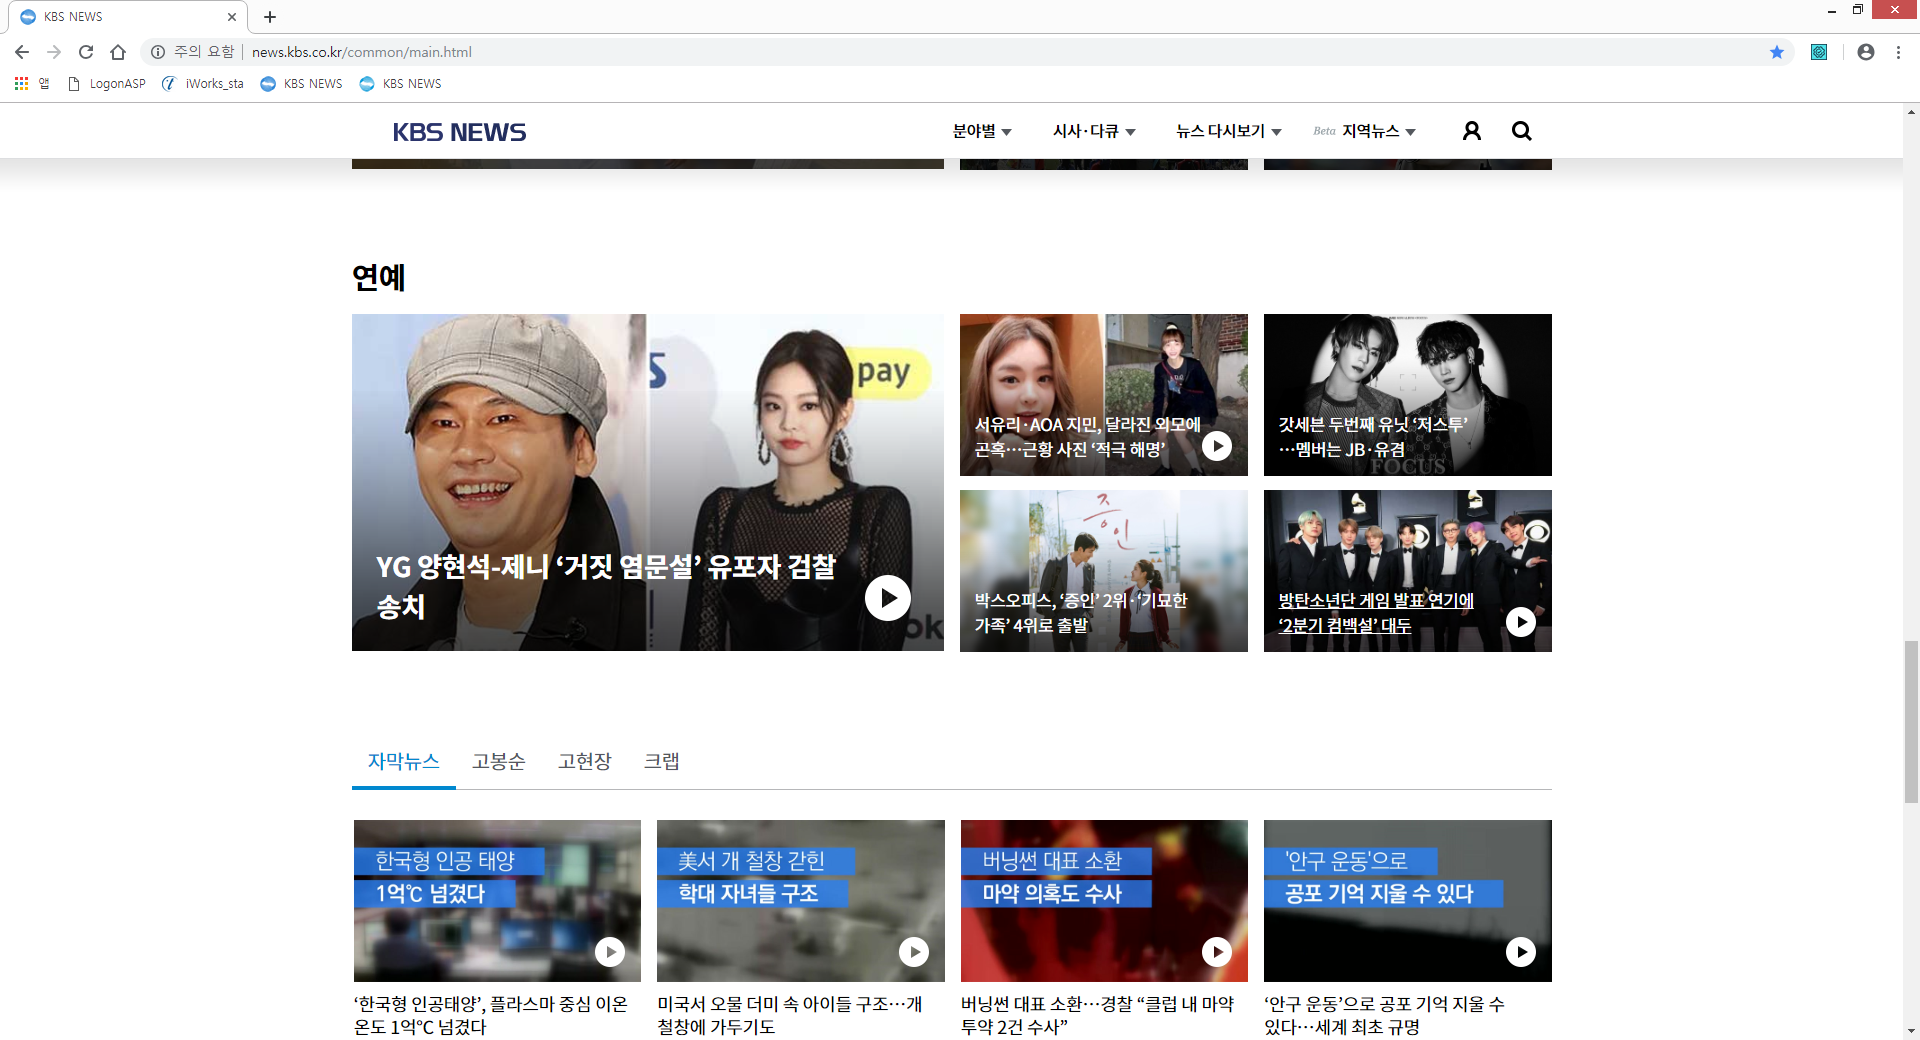 KBS NEWS
주의 요함 | news.kbs.co.kr/common/main.html
앱 LogonASP iWorks_sta KBS NEWS KBS NEWS
KBS NEWS
분야별 시사·다큐 뉴스 다시보기 Beta 지역뉴스
연예
pay
YG 양현석-제니 ‘거짓 염문설’ 유포자 검찰
송치
ok
서유리·AOA 지민, 달라진 외모에
곤혹…근황 사진 ‘적극 해명’
갓세븐 두번째 유닛 ‘저스투’
…멤버는 JB·유겸
FOCUS
증인
박스오피스, ‘증인’ 2위·‘기묘한
가족’ 4위로 출발
방탄소년단 게임 발표 연기에
‘2분기 컴백설’ 대두
자막뉴스 고봉순 고현장 크랩
한국형 인공 태양
1억℃ 넘겼다
美서 개 철창 갇힌
학대 자녀들 구조
버닝썬 대표 소환
마약 의혹도 수사
'안구 운동'으로
공포 기억 지울 수 있다
‘한국형 인공태양’, 플라스마 중심 이온
온도 1억℃ 넘겼다
미국서 오물 더미 속 아이들 구조…개
철창에 가두기도
버닝썬 대표 소환…경찰 “클럽 내 마약
투약 2건 수사”
‘안구 운동’으로 공포 기억 지울 수
있다…세계 최초 규명